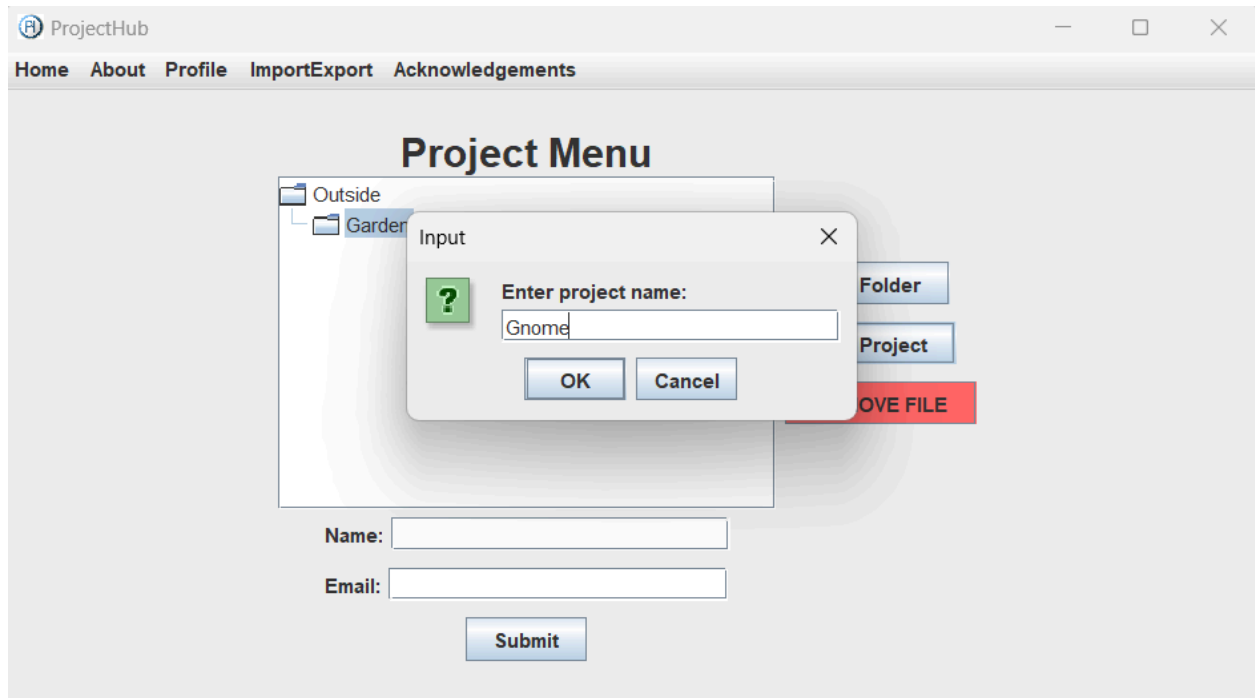 ProjectHub
Home About Profile ImportExport Acknowledgements
Project Menu
Outside
Garden
Input
Enter project name:
Gnome
OK Cancel
Folder
Project
OVE FILE
Name:
Email:
Submit